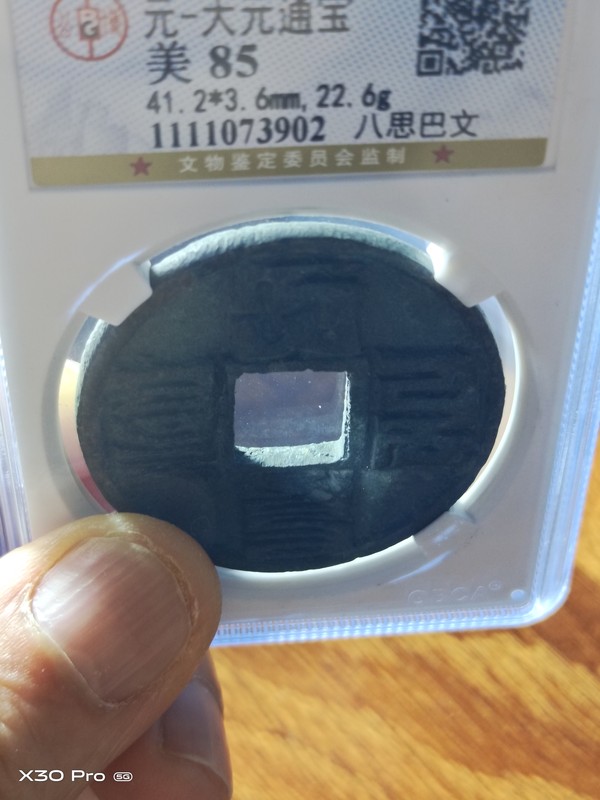 元-大元通宝
美 85
41.2*3.6mm,22.6g
1111073902 八思巴文
★ 文物鉴定委员会监制 ★
X30 Pro 5G